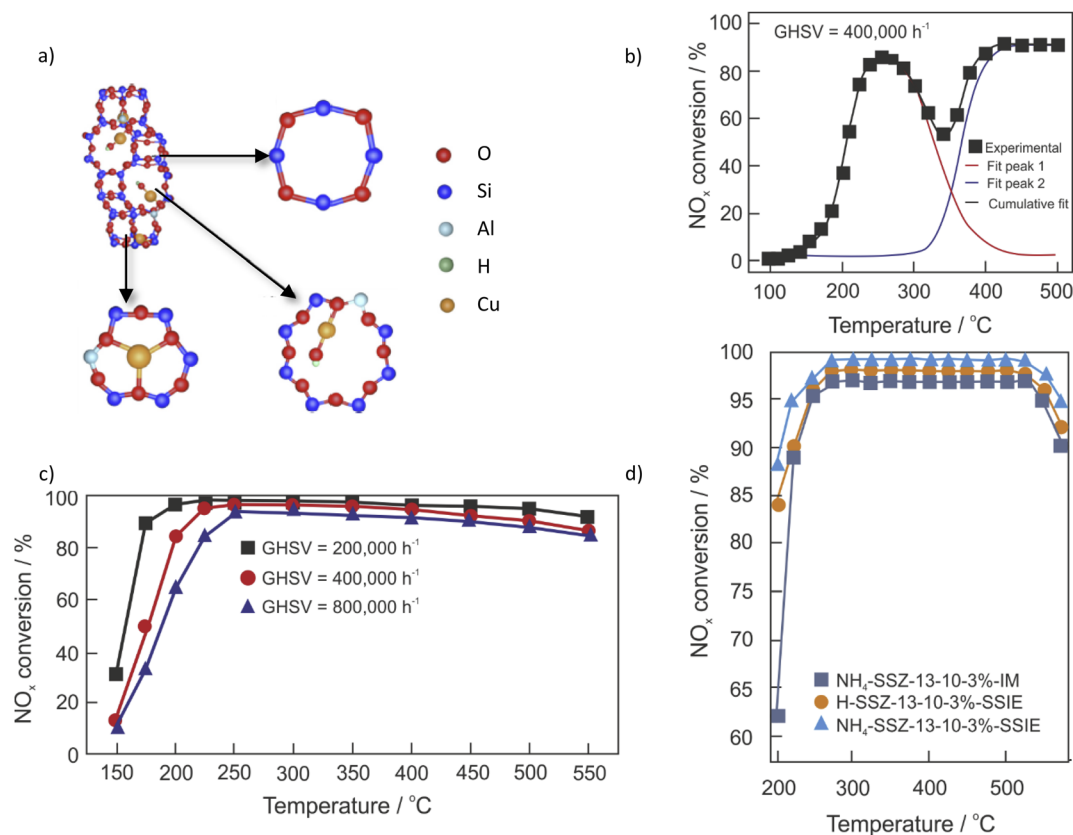 a)
O
Si
Al
H
Cu
b)
GHSV = 400,000 h⁻¹
NOₓ conversion / %
100
80
60
40
20
0
Experimental
Fit peak 1
Fit peak 2
Cumulative fit
100 200 300 400 500
Temperature / °C
c)
NOₓ conversion / %
100
80
60
40
20
0
GHSV = 200,000 h⁻¹
GHSV = 400,000 h⁻¹
GHSV = 800,000 h⁻¹
150 200 250 300 350 400 450 500 550
Temperature / °C
d)
NOₓ conversion / %
100
95
90
85
80
75
70
65
60
NH₄-SSZ-13-10-3%-IM
H-SSZ-13-10-3%-SSIE
NH₄-SSZ-13-10-3%-SSIE
200 300 400 500
Temperature / °C